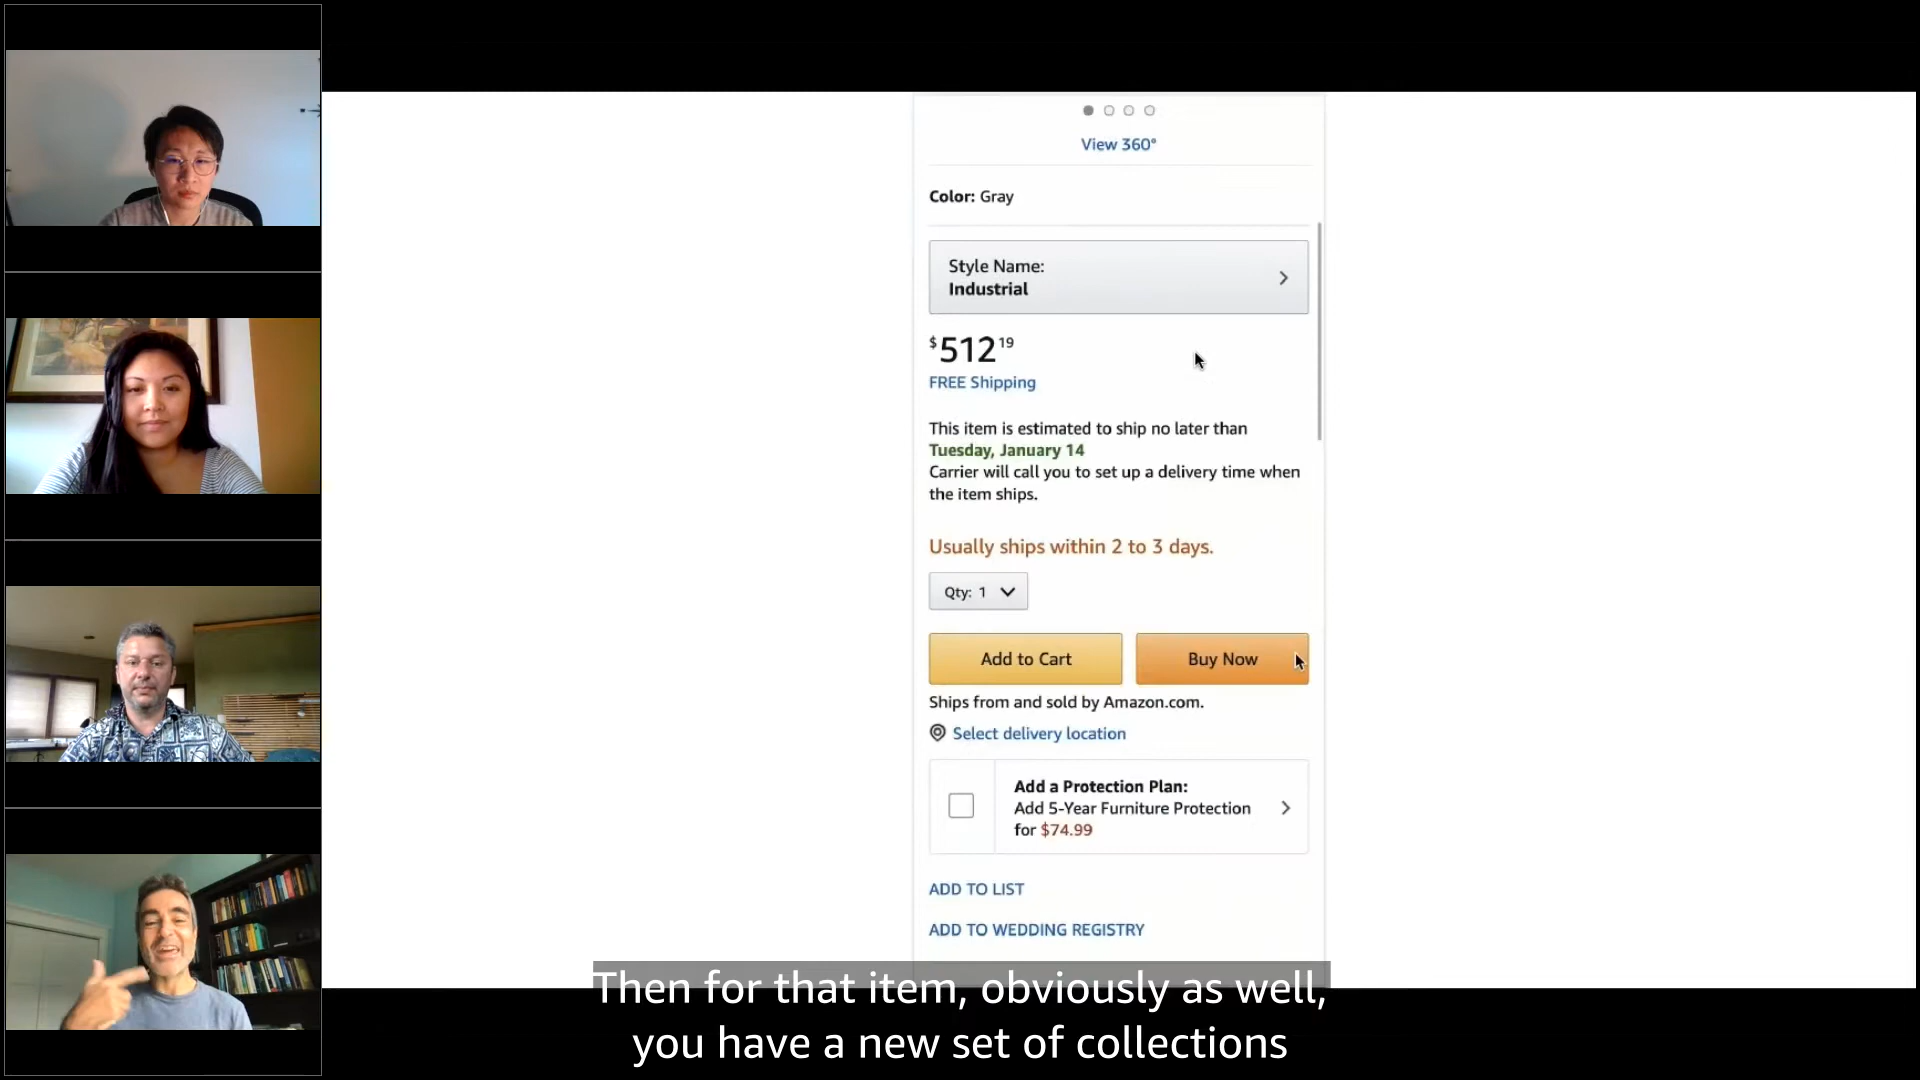 View 360°
Color: Gray
Style Name:
Industrial
$512 19
FREE Shipping
This item is estimated to ship no later than
Tuesday, January 14
Carrier will call you to set up a delivery time when
the item ships.
Usually ships within 2 to 3 days.
Qty: 1
Add to Cart
Buy Now
Ships from and sold by Amazon.com.
Select delivery location
Add a Protection Plan:
Add 5-Year Furniture Protection
for $74.99
ADD TO LIST
ADD TO WEDDING REGISTRY
Then for that item, obviously as well,
you have a new set of collections